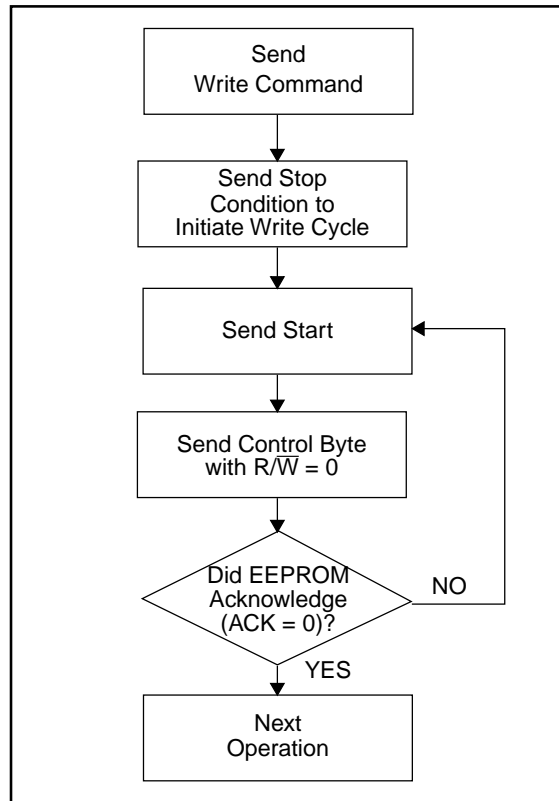 Send
Write Command
Send Stop
Condition to
Initiate Write Cycle
Send Start
Send Control Byte
with R/W̅ = 0
Did EEPROM
Acknowledge
(ACK = 0)?
NO
YES
Next
Operation